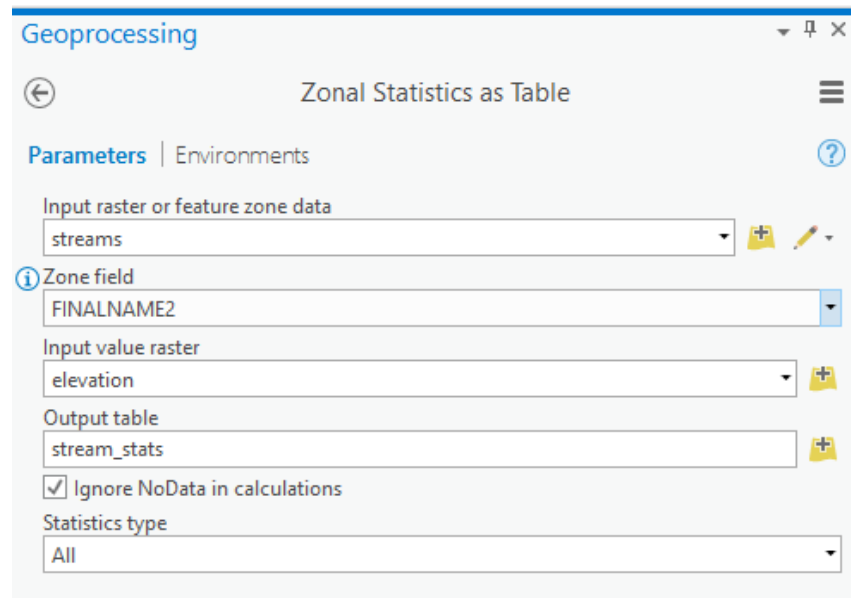 Geoprocessing
Zonal Statistics as Table
Parameters | Environments
Input raster or feature zone data
streams
Zone field
FINALNAME2
Input value raster
elevation
Output table
stream_stats
Ignore NoData in calculations
Statistics type
All